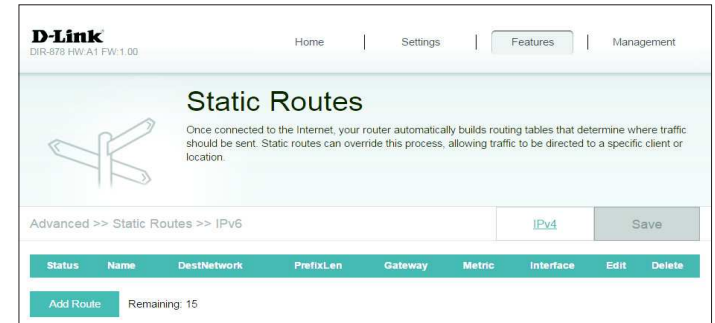 D-Link
DIR-878 HW:A1 FW:1.00
Home | Settings | Features | Management
Static Routes
Once connected to the Internet, your router automatically builds routing tables that determine where traffic
should be sent. Static routes can override this process, allowing traffic to be directed to a specific client or
location.
Advanced >> Static Routes >> IPv6
IPv4
Save
Status Name DestNetwork PrefixLen Gateway Metric Interface Edit Delete
Add Route Remaining: 15